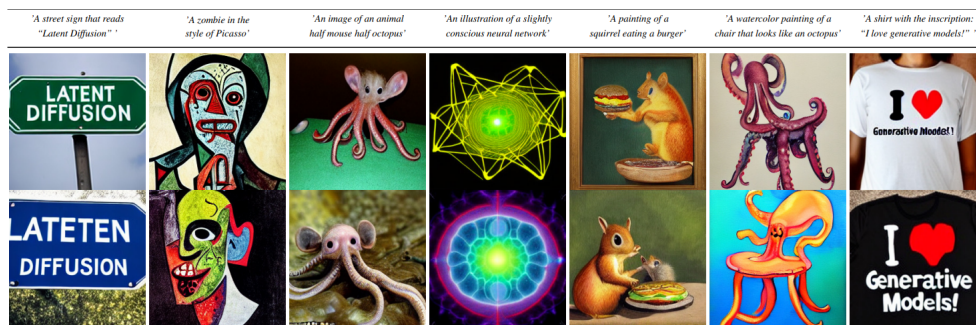 'A street sign that reads
"Latent Diffusion" '
'A zombie in the
style of Picasso'
'An image of an animal
half mouse half octopus'
'An illustration of a slightly
conscious neural network'
'A painting of a
squirrel eating a burger'
'A watercolor painting of a
chair that looks like an octopus'
'A shirt with the inscription:
"I love generative models!" '
LATENT
DIFFUSION
I
Generative Moodels!!
LATETEN
DIFFUSION
I
Generative
Models!